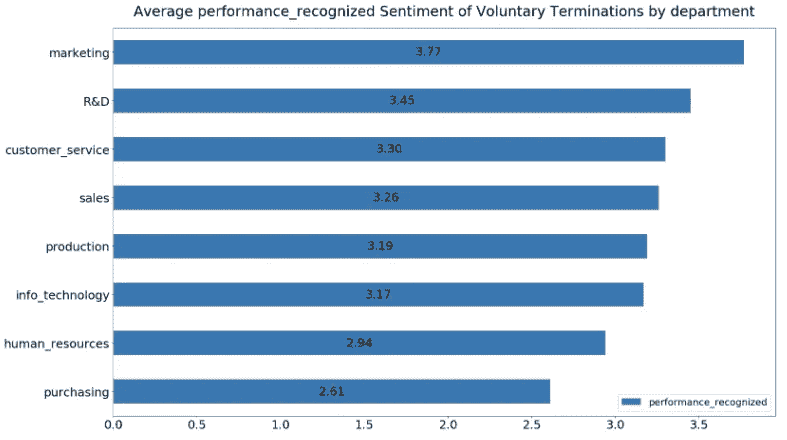 Average performance_recognized Sentiment of Voluntary Terminations by department
marketing 3.77
R&D 3.45
customer_service 3.30
sales 3.26
production 3.19
info_technology 3.17
human_resources 2.94
purchasing 2.61
performance_recognized
0.0 0.5 1.0 1.5 2.0 2.5 3.0 3.5